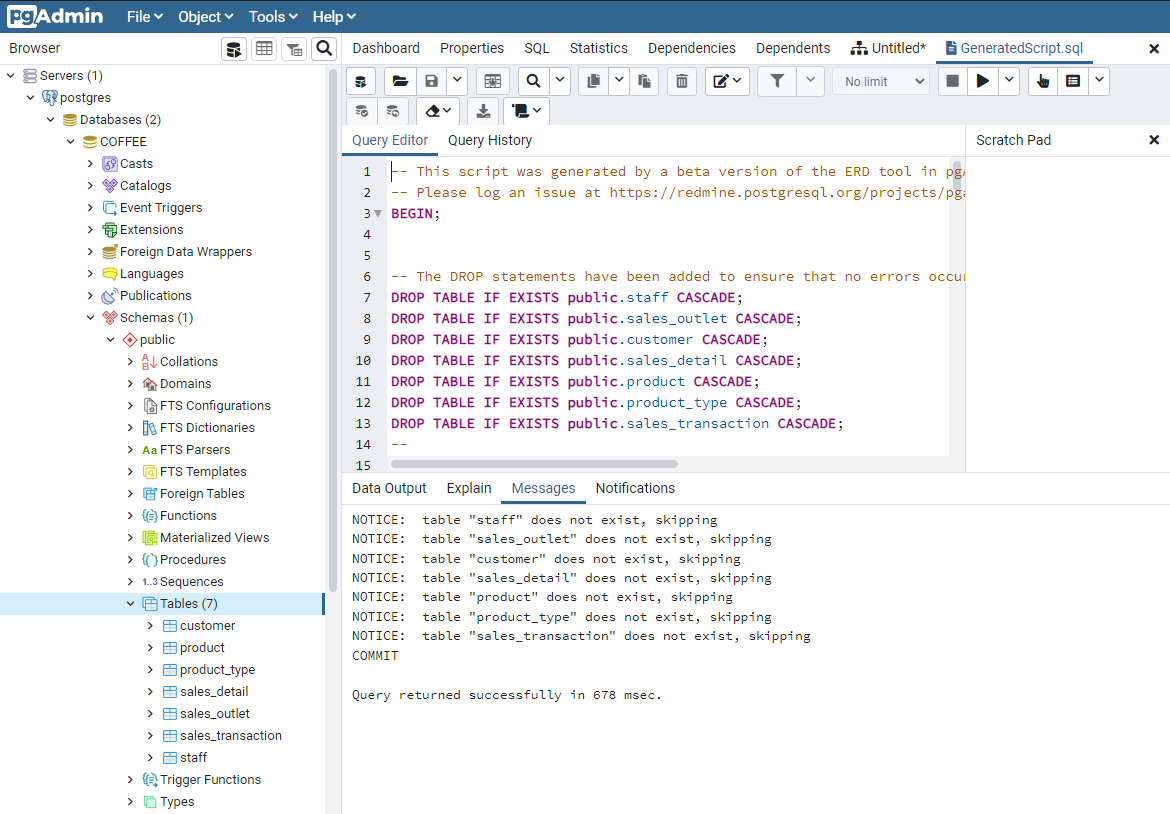 pgAdmin File Object Tools Help
Browser
Dashboard Properties SQL Statistics Dependencies Dependents Untitled* GeneratedScript.sql
Servers (1)
postgres
Databases (2)
COFFEE
Casts
Catalogs
Event Triggers
Extensions
Foreign Data Wrappers
Languages
Publications
Schemas (1)
public
Collations
Domains
FTS Configurations
FTS Dictionaries
Aa FTS Parsers
FTS Templates
Foreign Tables
Functions
Materialized Views
Procedures
1..3 Sequences
Tables (7)
customer
product
product_type
sales_detail
sales_outlet
sales_transaction
staff
Trigger Functions
Types
No limit
Query Editor Query History
Scratch Pad
1 -- This script was generated by a beta version of the ERD tool in pgA
2 -- Please log an issue at https://redmine.postgresql.org/projects/pga
3 BEGIN;
4
5
6 -- The DROP statements have been added to ensure that no errors occur
7 DROP TABLE IF EXISTS public.staff CASCADE;
8 DROP TABLE IF EXISTS public.sales_outlet CASCADE;
9 DROP TABLE IF EXISTS public.customer CASCADE;
10 DROP TABLE IF EXISTS public.sales_detail CASCADE;
11 DROP TABLE IF EXISTS public.product CASCADE;
12 DROP TABLE IF EXISTS public.product_type CASCADE;
13 DROP TABLE IF EXISTS public.sales_transaction CASCADE;
14 --
15
Data Output Explain Messages Notifications
NOTICE:  table "staff" does not exist, skipping
NOTICE:  table "sales_outlet" does not exist, skipping
NOTICE:  table "customer" does not exist, skipping
NOTICE:  table "sales_detail" does not exist, skipping
NOTICE:  table "product" does not exist, skipping
NOTICE:  table "product_type" does not exist, skipping
NOTICE:  table "sales_transaction" does not exist, skipping
COMMIT
Query returned successfully in 678 msec.